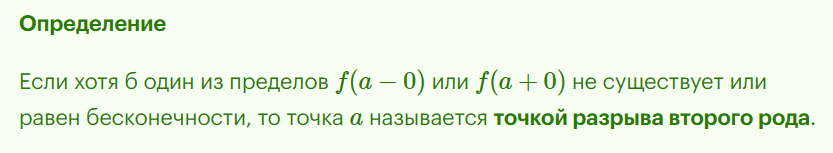 Определение
Если хотя б один из пределов f(a − 0) или f(a + 0) не существует или
равен бесконечности, то точка a называется точкой разрыва второго рода.